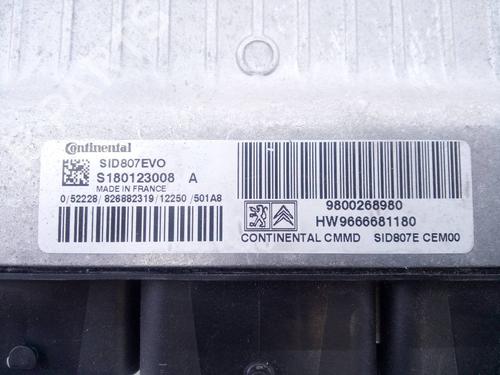 Continental
SID807EVO
S180123008 A
MADE IN FRANCE
0/52228/826882319/12250/501A8
9800268980
HW9666681180
CONTINENTAL CMMD SID807E CEM00